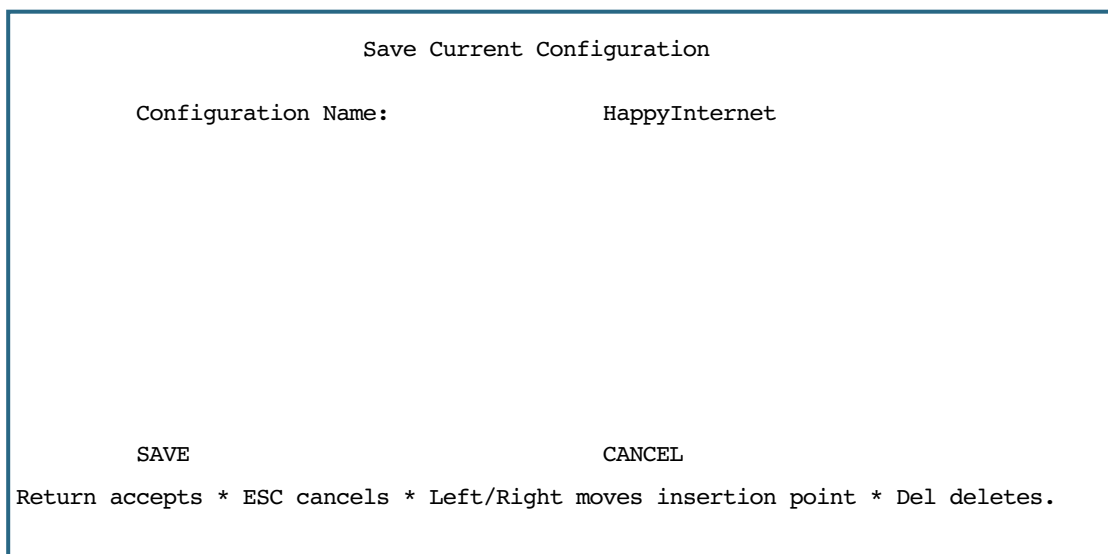 Save Current Configuration
Configuration Name: HappyInternet
SAVE CANCEL
Return accepts * ESC cancels * Left/Right moves insertion point * Del deletes.